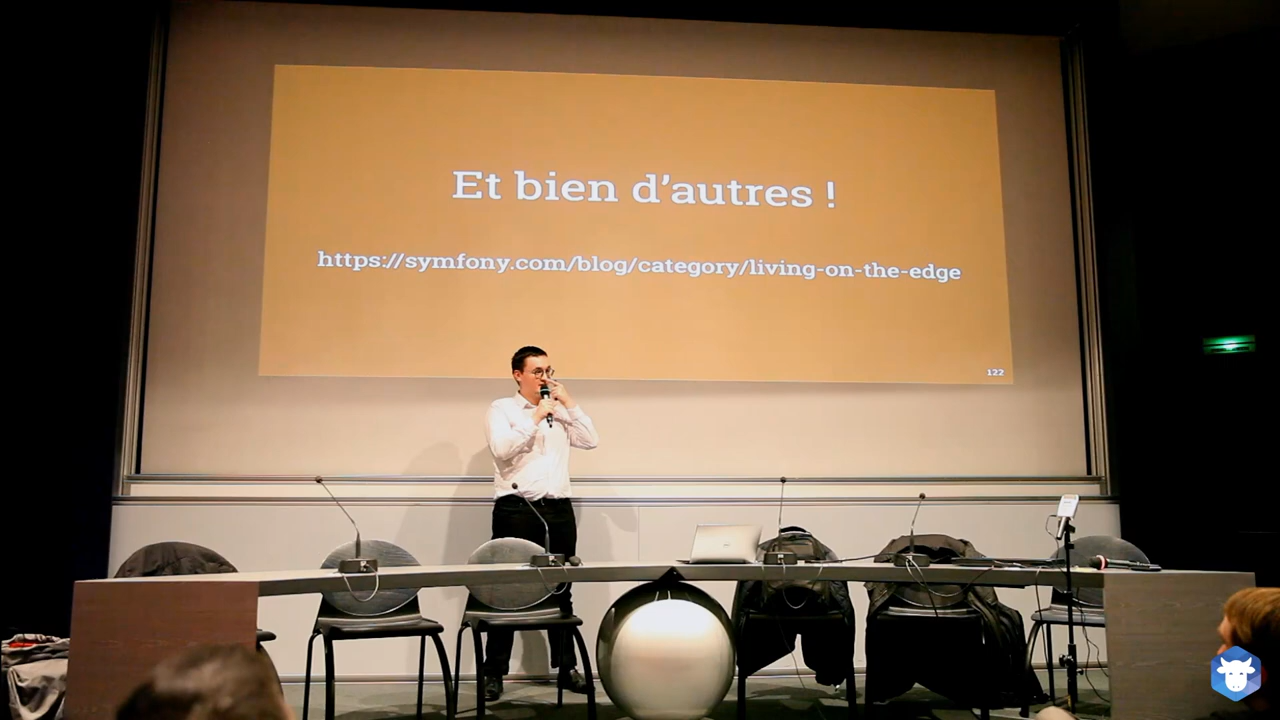 Et bien d'autres !
https://symfony.com/blog/category/living-on-the-edge
122